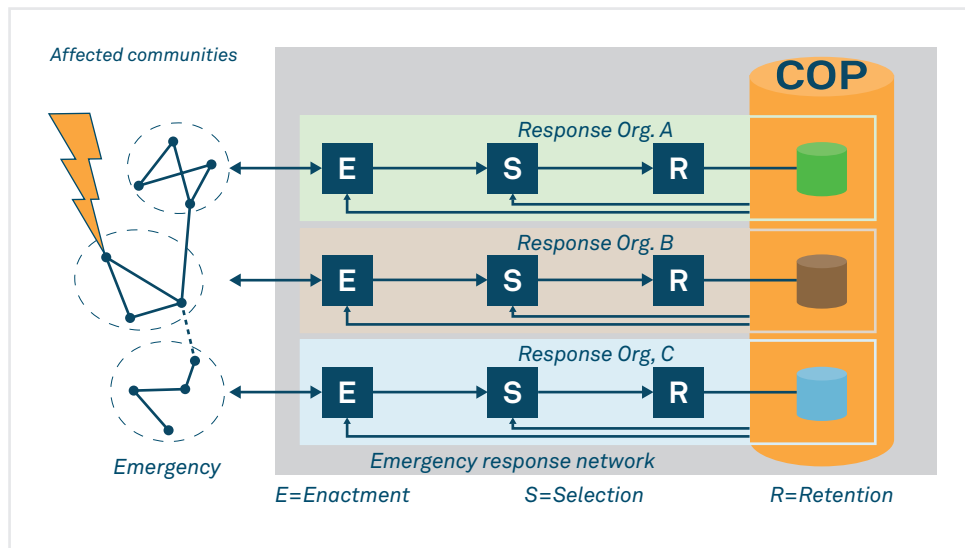 Affected communities
COP
Response Org. A
E
S
R
Response Org. B
E
S
R
Response Org, C
E
S
R
Emergency
Emergency response network
E=Enactment
S=Selection
R=Retention